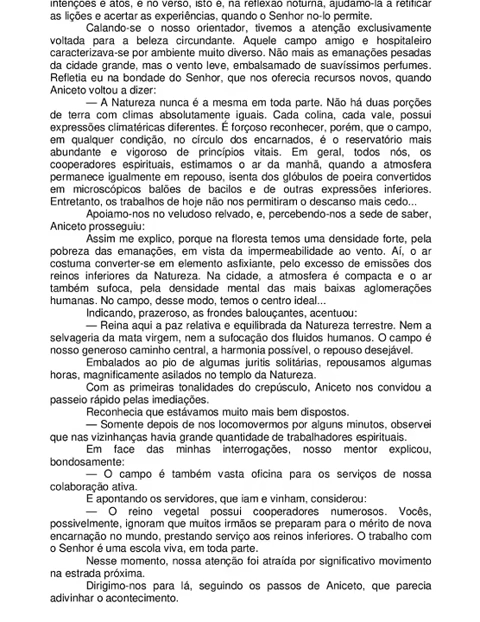 intenções e atos, e no verso, isto é, na reflexão noturna, ajudamo-la a retificar
as lições e acertar as experiências, quando o Senhor no-lo permite.
Calando-se o nosso orientador, tivemos a atenção exclusivamente
voltada para a beleza circundante. Aquele campo amigo e hospitaleiro
caracterizava-se por ambiente muito diverso. Não mais as emanações pesadas
da cidade grande, mas o vento leve, embalsamado de suavíssimos perfumes.
Refletia eu na bondade do Senhor, que nos oferecia recursos novos, quando
Aniceto voltou a dizer:
— A Natureza nunca é a mesma em toda parte. Não há duas porções
de terra com climas absolutamente iguais. Cada colina, cada vale, possui
expressões climatéricas diferentes. É forçoso reconhecer, porém, que o campo,
em qualquer condição, no círculo dos encarnados, é o reservatório mais
abundante e vigoroso de princípios vitais. Em geral, todos nós, os
cooperadores espirituais, estimamos o ar da manhã, quando a atmosfera
permanece igualmente em repouso, isenta dos glóbulos de poeira convertidos
em microscópicos balões de bacilos e de outras expressões inferiores.
Entretanto, os trabalhos de hoje não nos permitiram o descanso mais cedo...
Apoiamo-nos no veludoso relvado, e, percebendo-nos a sede de saber,
Aniceto prosseguiu:
Assim me explico, porque na floresta temos uma densidade forte, pela
pobreza das emanações, em vista da impermeabilidade ao vento. Aí, o ar
costuma converter-se em elemento asfixiante, pelo excesso de emissões dos
reinos inferiores da Natureza. Na cidade, a atmosfera é compacta e o ar
também sufoca, pela densidade mental das mais baixas aglomerações
humanas. No campo, desse modo, temos o centro ideal...
Indicando, prazeroso, as frondes balouçantes, acentuou:
— Reina aqui a paz relativa e equilibrada da Natureza terrestre. Nem a
selvageria da mata virgem, nem a sufocação dos fluidos humanos. O campo é
nosso generoso caminho central, a harmonia possível, o repouso desejável.
Embalados ao pio de algumas juritis solitárias, repousamos algumas
horas, magnificamente asilados no templo da Natureza.
Com as primeiras tonalidades do crepúsculo, Aniceto nos convidou a
passeio rápido pelas imediações.
Reconhecia que estávamos muito mais bem dispostos.
— Somente depois de nos locomovermos por alguns minutos, observei
que nas vizinhanças havia grande quantidade de trabalhadores espirituais.
Em face das minhas interrogações, nosso mentor explicou,
bondosamente:
— O campo é também vasta oficina para os serviços de nossa
colaboração ativa.
E apontando os servidores, que iam e vinham, considerou:
— O reino vegetal possui cooperadores numerosos. Vocês,
possivelmente, ignoram que muitos irmãos se preparam para o mérito de nova
encarnação no mundo, prestando serviço aos reinos inferiores. O trabalho com
o Senhor é uma escola viva, em toda parte.
Nesse momento, nossa atenção foi atraída por significativo movimento
na estrada próxima.
Dirigimo-nos para lá, seguindo os passos de Aniceto, que parecia
adivinhar o acontecimento.